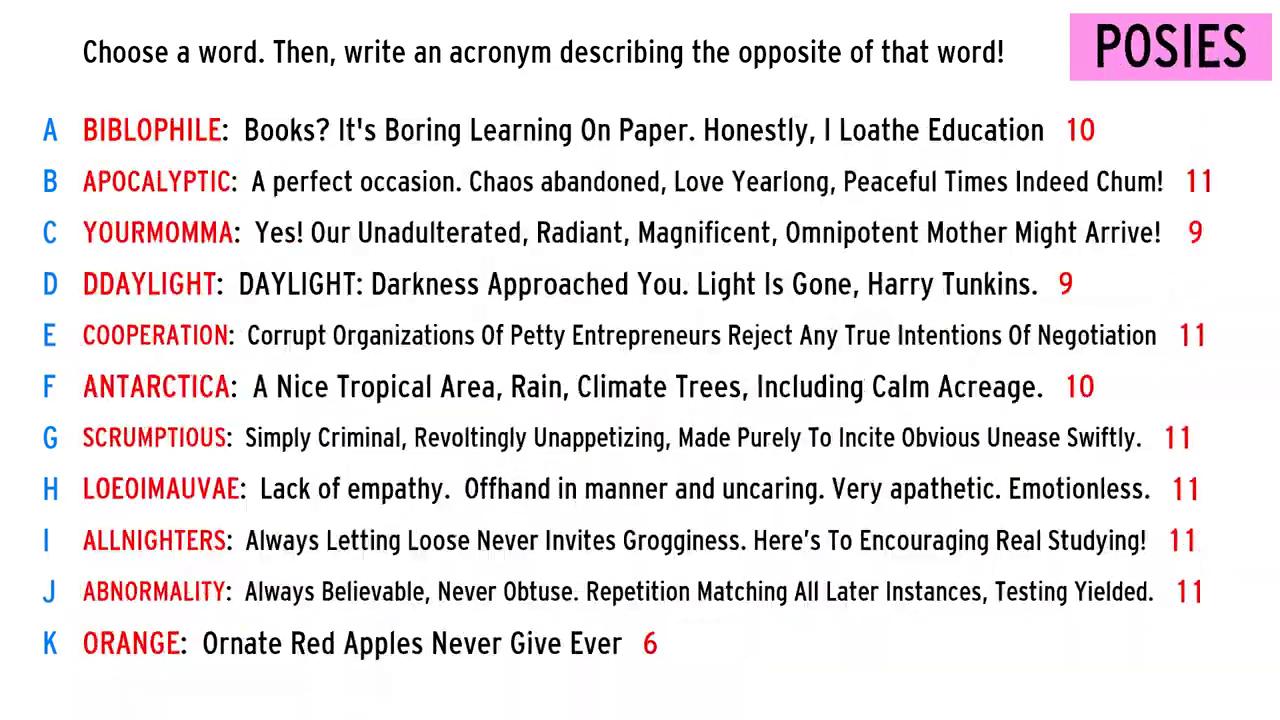 Choose a word. Then, write an acronym describing the opposite of that word!
POSIES
A BIBLOPHILE: Books? It's Boring Learning On Paper. Honestly, I Loathe Education 10
B APOCALYPTIC: A perfect occasion. Chaos abandoned, Love Yearlong, Peaceful Times Indeed Chum! 11
C YOURMOMMA: Yes! Our Unadulterated, Radiant, Magnificent, Omnipotent Mother Might Arrive! 9
D DDAYLIGHT: DAYLIGHT: Darkness Approached You. Light Is Gone, Harry Tunkins. 9
E COOPERATION: Corrupt Organizations Of Petty Entrepreneurs Reject Any True Intentions Of Negotiation 11
F ANTARCTICA: A Nice Tropical Area, Rain, Climate Trees, Including Calm Acreage. 10
G SCRUMPTIOUS: Simply Criminal, Revoltingly Unappetizing, Made Purely To Incite Obvious Unease Swiftly. 11
H LOEOIMAUVAE: Lack of empathy. Offhand in manner and uncaring. Very apathetic. Emotionless. 11
I ALLNIGHTERS: Always Letting Loose Never Invites Grogginess. Here's To Encouraging Real Studying! 11
J ABNORMALITY: Always Believable, Never Obtuse. Repetition Matching All Later Instances, Testing Yielded. 11
K ORANGE: Ornate Red Apples Never Give Ever 6